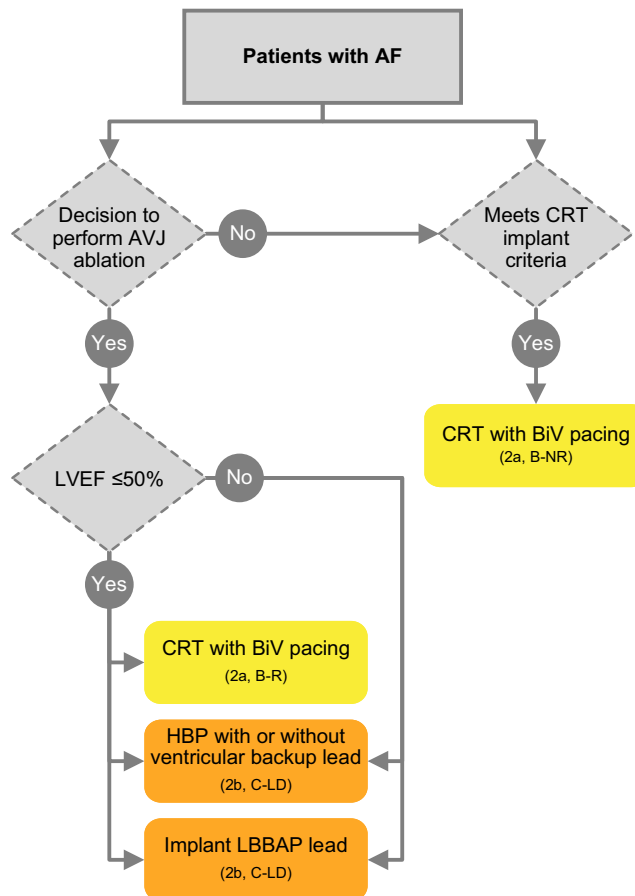 Patients with AF
Decision to
perform AVJ
ablation
No
Meets CRT
implant
criteria
Yes
Yes
CRT with BiV pacing
(2a, B-NR)
LVEF ≤50%
No
Yes
CRT with BiV pacing
(2a, B-R)
HBP with or without
ventricular backup lead
(2b, C-LD)
Implant LBBAP lead
(2b, C-LD)